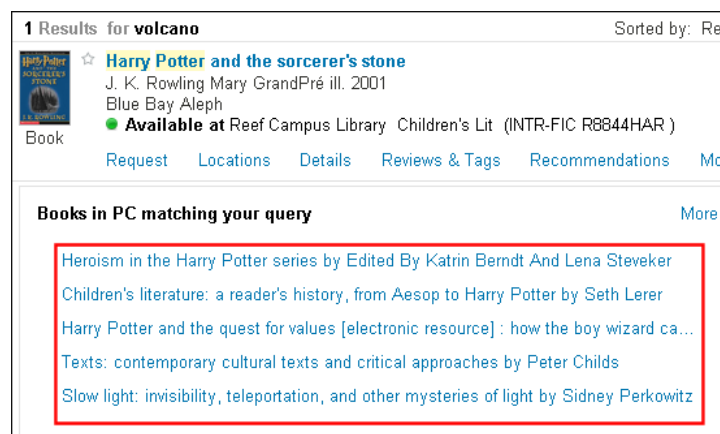 1 Results for volcano
Sorted by: Re
Harry Potter and the sorcerer's stone
J. K. Rowling Mary GrandPré ill. 2001
Blue Bay Aleph
Available at Reef Campus Library Children's Lit (INTR-FIC R8844HAR )
Book
Request Locations Details Reviews & Tags Recommendations Mo
Books in PC matching your query
More
Heroism in the Harry Potter series by Edited By Katrin Berndt And Lena Steveker
Children's literature: a reader's history, from Aesop to Harry Potter by Seth Lerer
Harry Potter and the quest for values [electronic resource] : how the boy wizard ca...
Texts: contemporary cultural texts and critical approaches by Peter Childs
Slow light: invisibility, teleportation, and other mysteries of light by Sidney Perkowitz